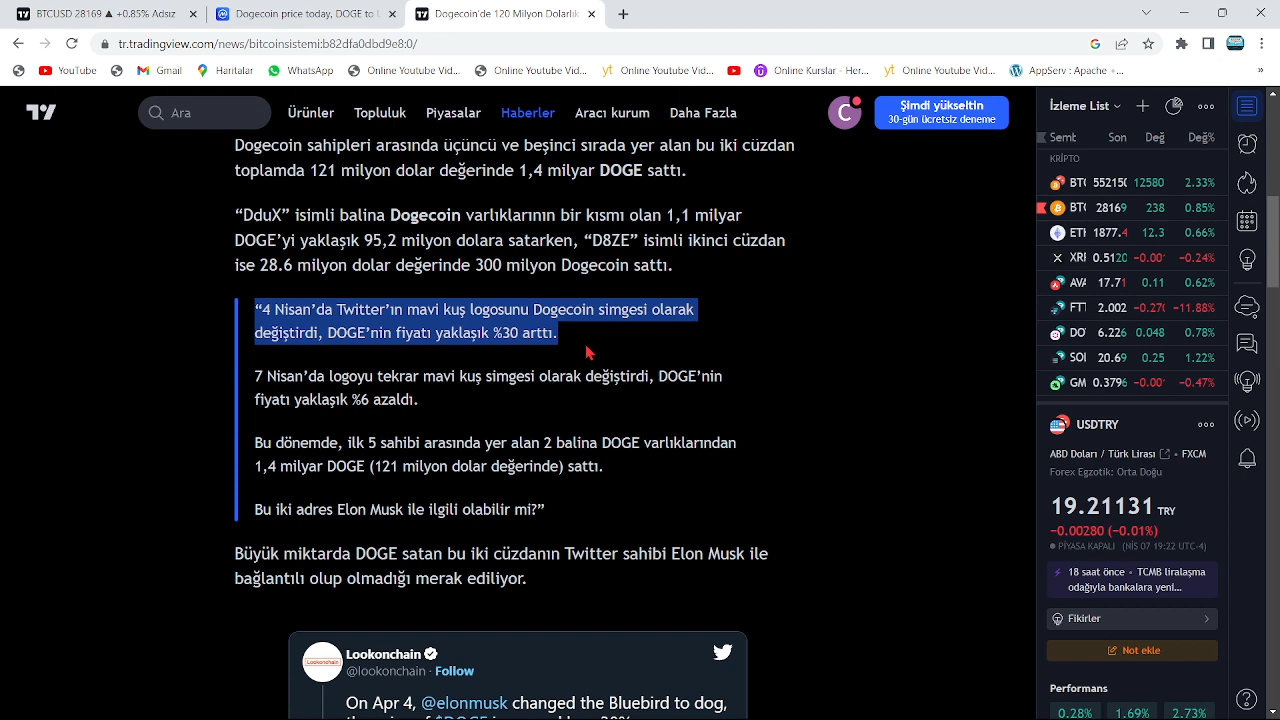 BTCUSD 28169 ▲ +0.85% Adsız
Dogecoin price today, DOGE to U
Dogecoin'de 120 Milyon Dolarlık
tr.tradingview.com/news/bitcoinsistemi:b82dfa0dbd9e8:0/
YouTube
Gmail
Haritalar
WhatsApp
Online Youtube Vid...
Online Youtube Vid...
Online Youtube Vid...
Online Kurslar - Her...
Online Youtube Vid...
AppServ : Apache +...
»
Ara
Ürünler
Topluluk
Piyasalar
Haberler
Aracı kurum
Daha Fazla
C
Şimdi yükseltin
30-gün ücretsiz deneme
Dogecoin sahipleri arasında üçüncü ve beşinci sırada yer alan bu iki cüzdan
toplamda 121 milyon dolar değerinde 1,4 milyar DOGE sattı.
“DduX” isimli balina Dogecoin varlıklarının bir kısmı olan 1,1 milyar
DOGE’yi yaklaşık 95,2 milyon dolara satarken, “D8ZE” isimli ikinci cüzdan
ise 28.6 milyon dolar değerinde 300 milyon Dogecoin sattı.
“4 Nisan’da Twitter’ın mavi kuş logosunu Dogecoin simgesi olarak
değiştirdi, DOGE’nin fiyatı yaklaşık %30 arttı.
7 Nisan’da logoyu tekrar mavi kuş simgesi olarak değiştirdi, DOGE’nin
fiyatı yaklaşık %6 azaldı.
Bu dönemde, ilk 5 sahibi arasında yer alan 2 balina DOGE varlıklarından
1,4 milyar DOGE (121 milyon dolar değerinde) sattı.
Bu iki adres Elon Musk ile ilgili olabilir mi?”
Büyük miktarda DOGE satan bu iki cüzdanın Twitter sahibi Elon Musk ile
bağlantılı olup olmadığı merak ediliyor.
Lookonchain
Lookonchain
@lookonchain · Follow
On Apr 4, @elonmusk changed the Bluebird to dog,
İzleme List
Semb Son Değ Değ%
KRİPTO
BTC 552150 12580 2.33%
BTC 28169 238 0.85%
ETH 1877.4 12.3 0.66%
XRI 0.5120 -0.00 -0.24%
AVA 17.71 0.11 0.62%
FTT 2.002 -0.270 -11.88%
DO 6.226 0.048 0.78%
SOI 20.69 0.25 1.22%
GM 0.3796 -0.00 -0.47%
USDTRY
ABD Doları / Türk Lirası • FXCM
Forex Egzotik: Orta Doğu
19.21131 TRY
-0.00280 (-0.01%)
PİYASA KAPALI (NİS 07 19:22 UTC-4)
18 saat önce • TCMB liralaşma
odağıyla bankalara yeni...
Fikirler
Not ekle
Performans
0.28% 1.69% 2.73%